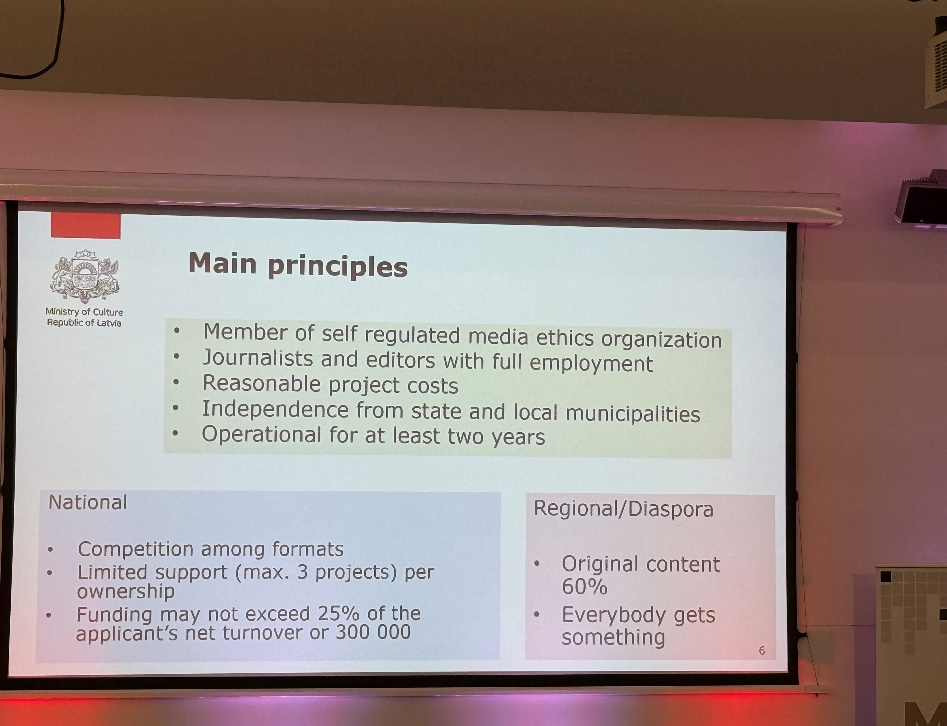 Main principles
Ministry of Culture
Republic of Latvia
• Member of self regulated media ethics organization
• Journalists and editors with full employment
• Reasonable project costs
• Independence from state and local municipalities
• Operational for at least two years
National
• Competition among formats
• Limited support (max. 3 projects) per
ownership
• Funding may not exceed 25% of the
applicant's net turnover or 300 000
Regional/Diaspora
• Original content
60%
• Everybody gets
something
6
M